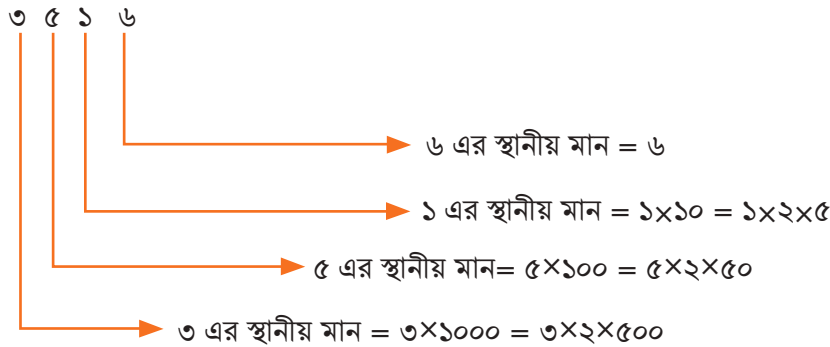 ৩ ৫ ১ ৬
৬ এর স্থানীয় মান = ৬
১ এর স্থানীয় মান = ১×১০ = ১×২×৫
৫ এর স্থানীয় মান= ৫×১০০ = ৫×২×৫০
৩ এর স্থানীয় মান = ৩×১০০০ = ৩×২×৫০০